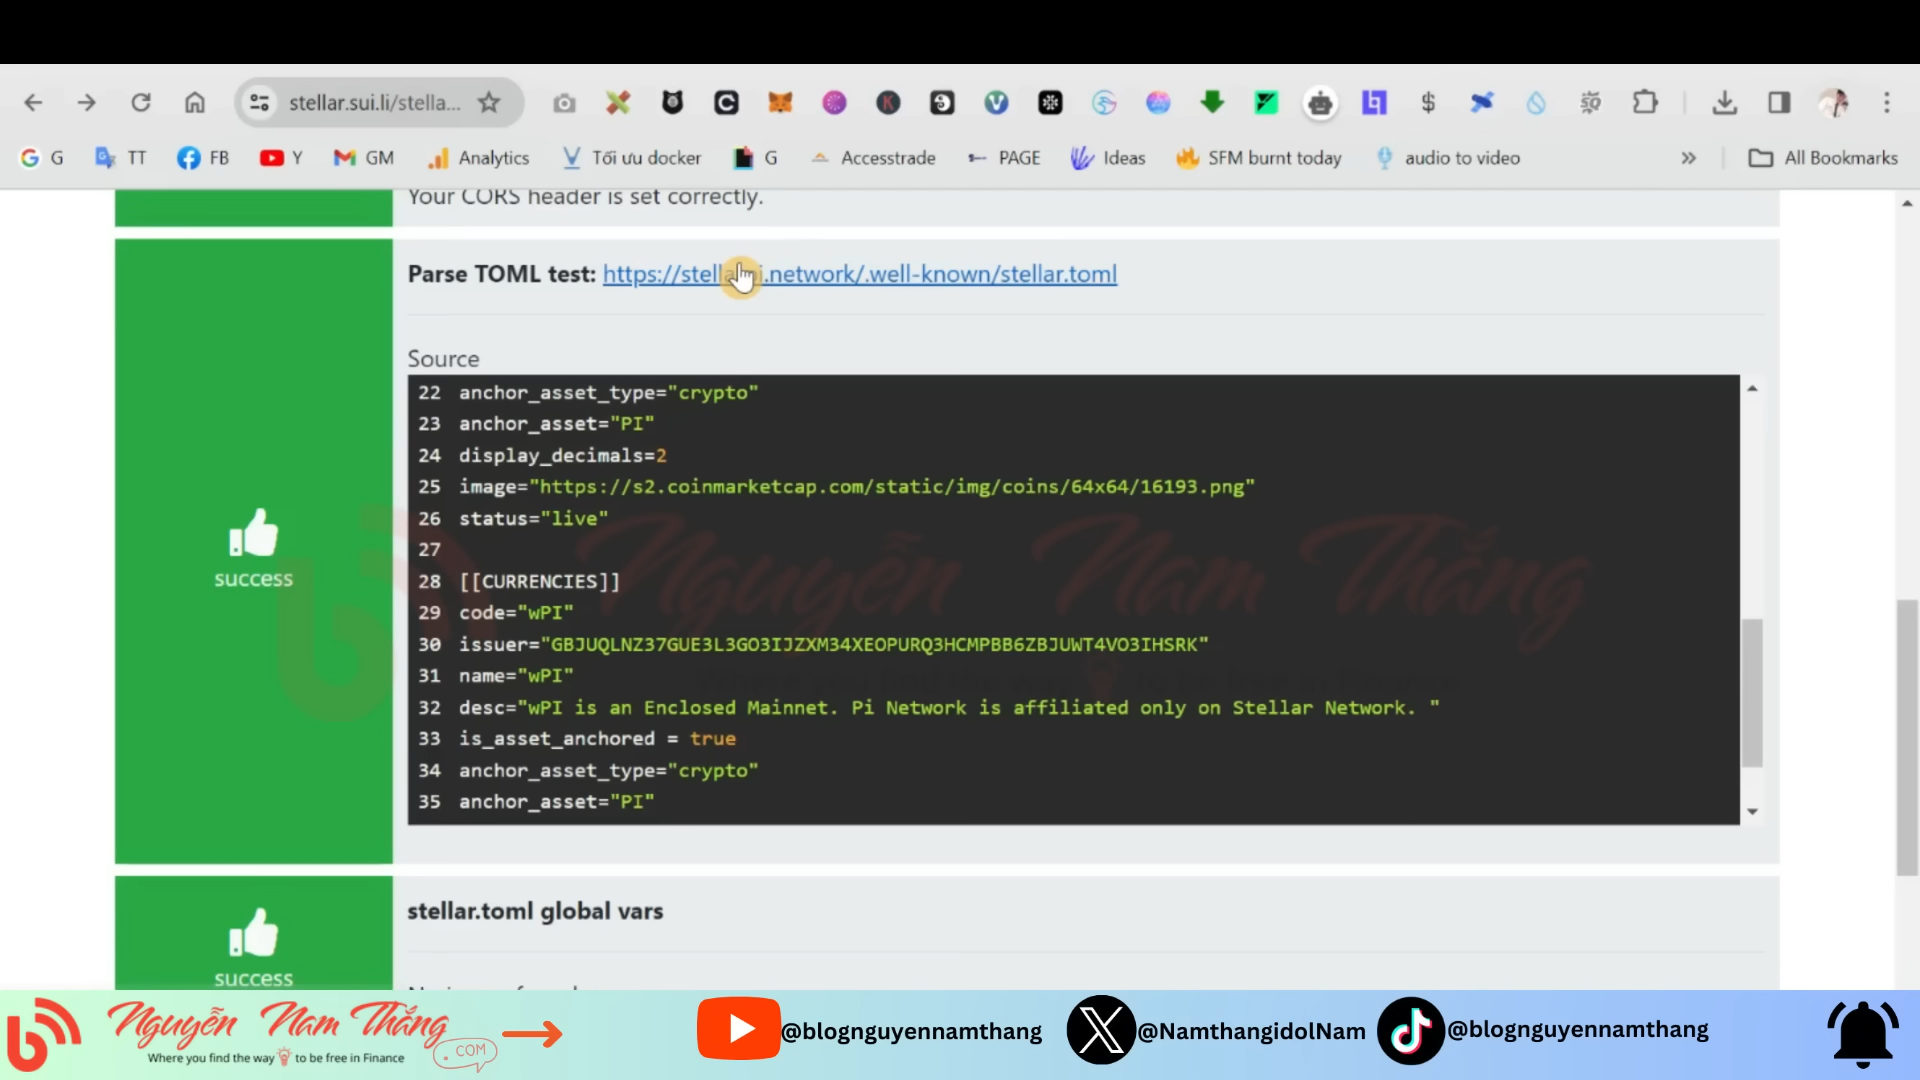 stellar.sui.li/stella...
G TT FB Y GM Analytics Tối ưu docker G Accesstrade PAGE Ideas SFM burnt today audio to video » All Bookmarks
Your CORS header is set correctly.
Parse TOML test: https://stella i.network/.well-known/stellar.toml
Source
22 anchor_asset_type="crypto"
23 anchor_asset="PI"
24 display_decimals=2
25 image="https://s2.coinmarketcap.com/static/img/coins/64x64/16193.png"
26 status="live"
27
28 [[CURRENCIES]]
29 code="wPI"
30 issuer="GBJUQLNZ37GUE3L3GO3IJZXM34XEOPURQ3HCMPBB6ZBJUWT4VO3IHSRK"
31 name="wPI"
32 desc="wPI is an Enclosed Mainnet. Pi Network is affiliated only on Stellar Network. "
33 is_asset_anchored = true
34 anchor_asset_type="crypto"
35 anchor_asset="PI"
success
Nguyễn Nam Thắng
stellar.toml global vars
success
Nguyễn Nam Thắng
Where you find the way to be free in Finance
.COM
@blognguyennamthang
@NamthangidolNam
@blognguyennamthang